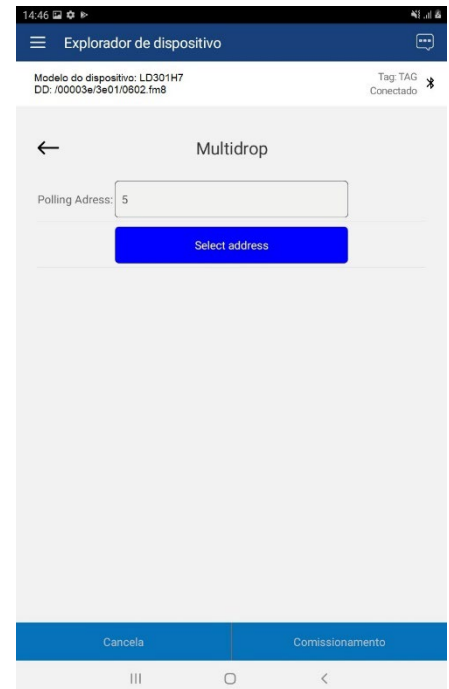 14:46
Explorador de dispositivo
Modelo do dispositivo: LD301H7
DD: /00003e/3e01/0602.fm8
Tag: TAG
Conectado
Multidrop
Polling Adress: 5
Select address
Cancela
Comissionamento